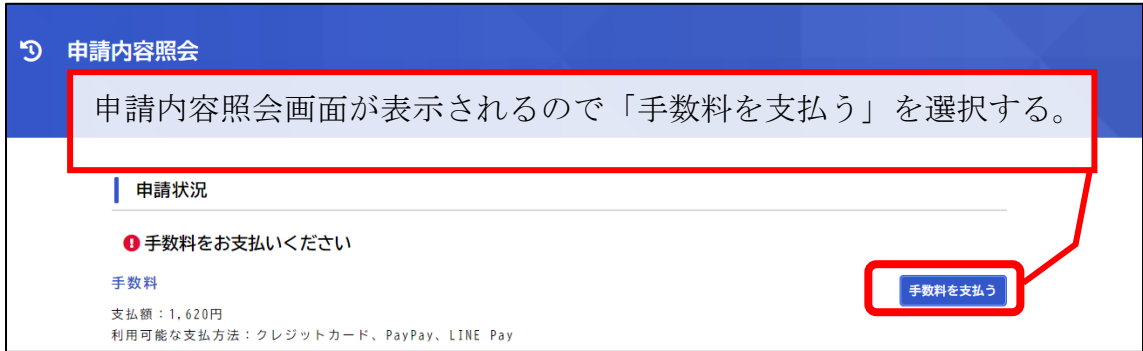 申請内容照会
申請内容照会画面が表示されるので「手数料を支払う」を選択する。
申請状況
手数料をお支払いください
手数料
手数料を支払う
支払額：1,620円
利用可能な支払方法：クレジットカード、PayPay、LINE Pay